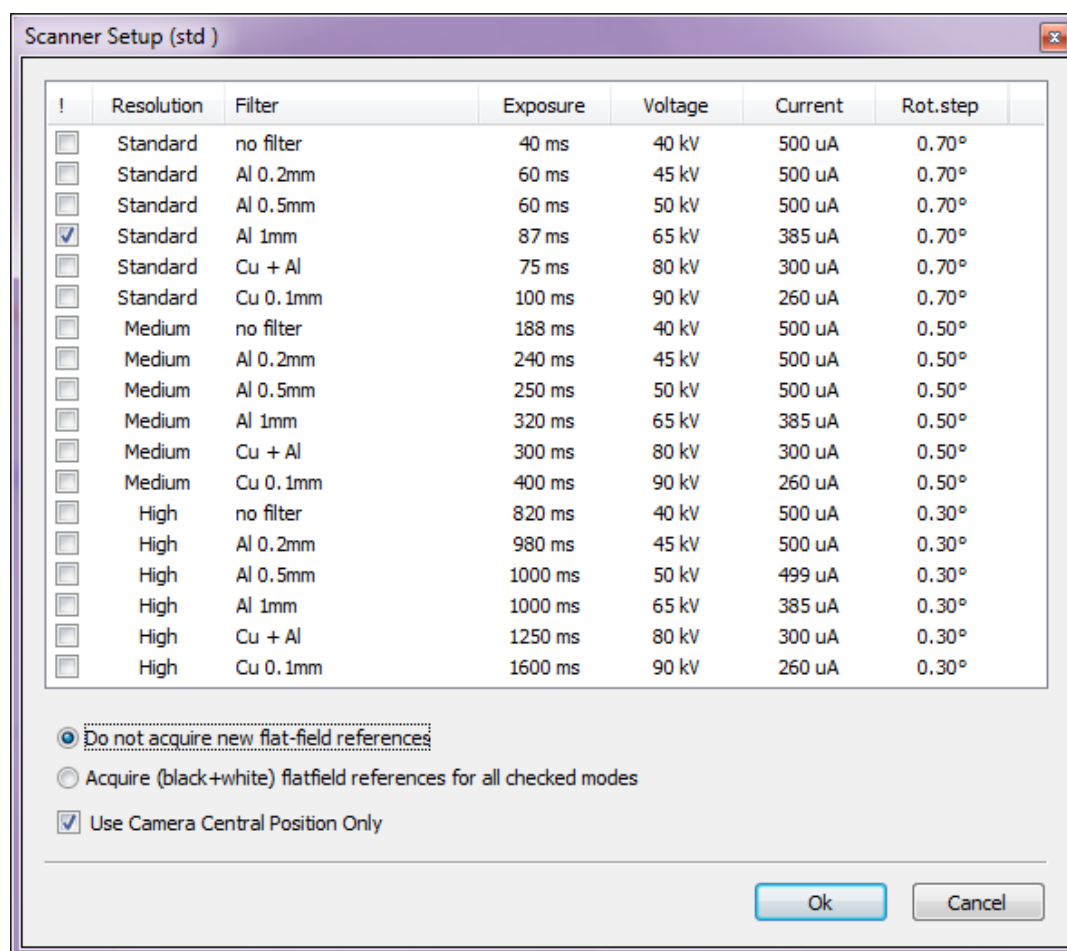 Scanner Setup (std )
! Resolution Filter Exposure Voltage Current Rot.step
Standard no filter 40 ms 40 kV 500 uA 0.70°
Standard Al 0.2mm 60 ms 45 kV 500 uA 0.70°
Standard Al 0.5mm 60 ms 50 kV 500 uA 0.70°
Standard Al 1mm 87 ms 65 kV 385 uA 0.70°
Standard Cu + Al 75 ms 80 kV 300 uA 0.70°
Standard Cu 0.1mm 100 ms 90 kV 260 uA 0.70°
Medium no filter 188 ms 40 kV 500 uA 0.50°
Medium Al 0.2mm 240 ms 45 kV 500 uA 0.50°
Medium Al 0.5mm 250 ms 50 kV 500 uA 0.50°
Medium Al 1mm 320 ms 65 kV 385 uA 0.50°
Medium Cu + Al 300 ms 80 kV 300 uA 0.50°
Medium Cu 0.1mm 400 ms 90 kV 260 uA 0.50°
High no filter 820 ms 40 kV 500 uA 0.30°
High Al 0.2mm 980 ms 45 kV 500 uA 0.30°
High Al 0.5mm 1000 ms 50 kV 499 uA 0.30°
High Al 1mm 1000 ms 65 kV 385 uA 0.30°
High Cu + Al 1250 ms 80 kV 300 uA 0.30°
High Cu 0.1mm 1600 ms 90 kV 260 uA 0.30°
Do not acquire new flat-field references
Acquire (black+white) flatfield references for all checked modes
Use Camera Central Position Only
Ok Cancel